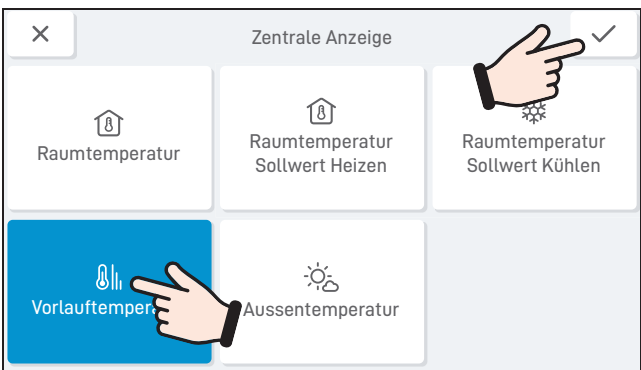 Zentrale Anzeige
Raumtemperatur
Raumtemperatur
Sollwert Heizen
Raumtemperatur
Sollwert Kühlen
Aussentemperatur